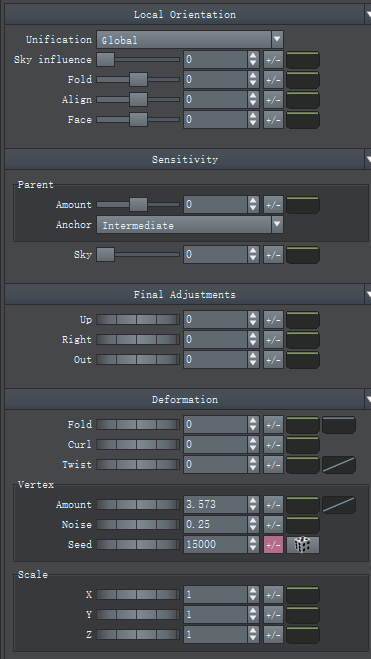 Local Orientation
Unification Global
Sky influence 0 +/-
Fold 0 +/-
Align 0 +/-
Face 0 +/-
Sensitivity
Parent
Amount 0 +/-
Anchor Intermediate
Sky 0 +/-
Final Adjustments
Up 0 +/-
Right 0 +/-
Out 0 +/-
Deformation
Fold 0 +/-
Curl 0 +/-
Twist 0 +/-
Vertex
Amount 3.573 +/-
Noise 0.25 +/-
Seed 15000 +/-
Scale
X 1 +/-
Y 1 +/-
Z 1 +/-